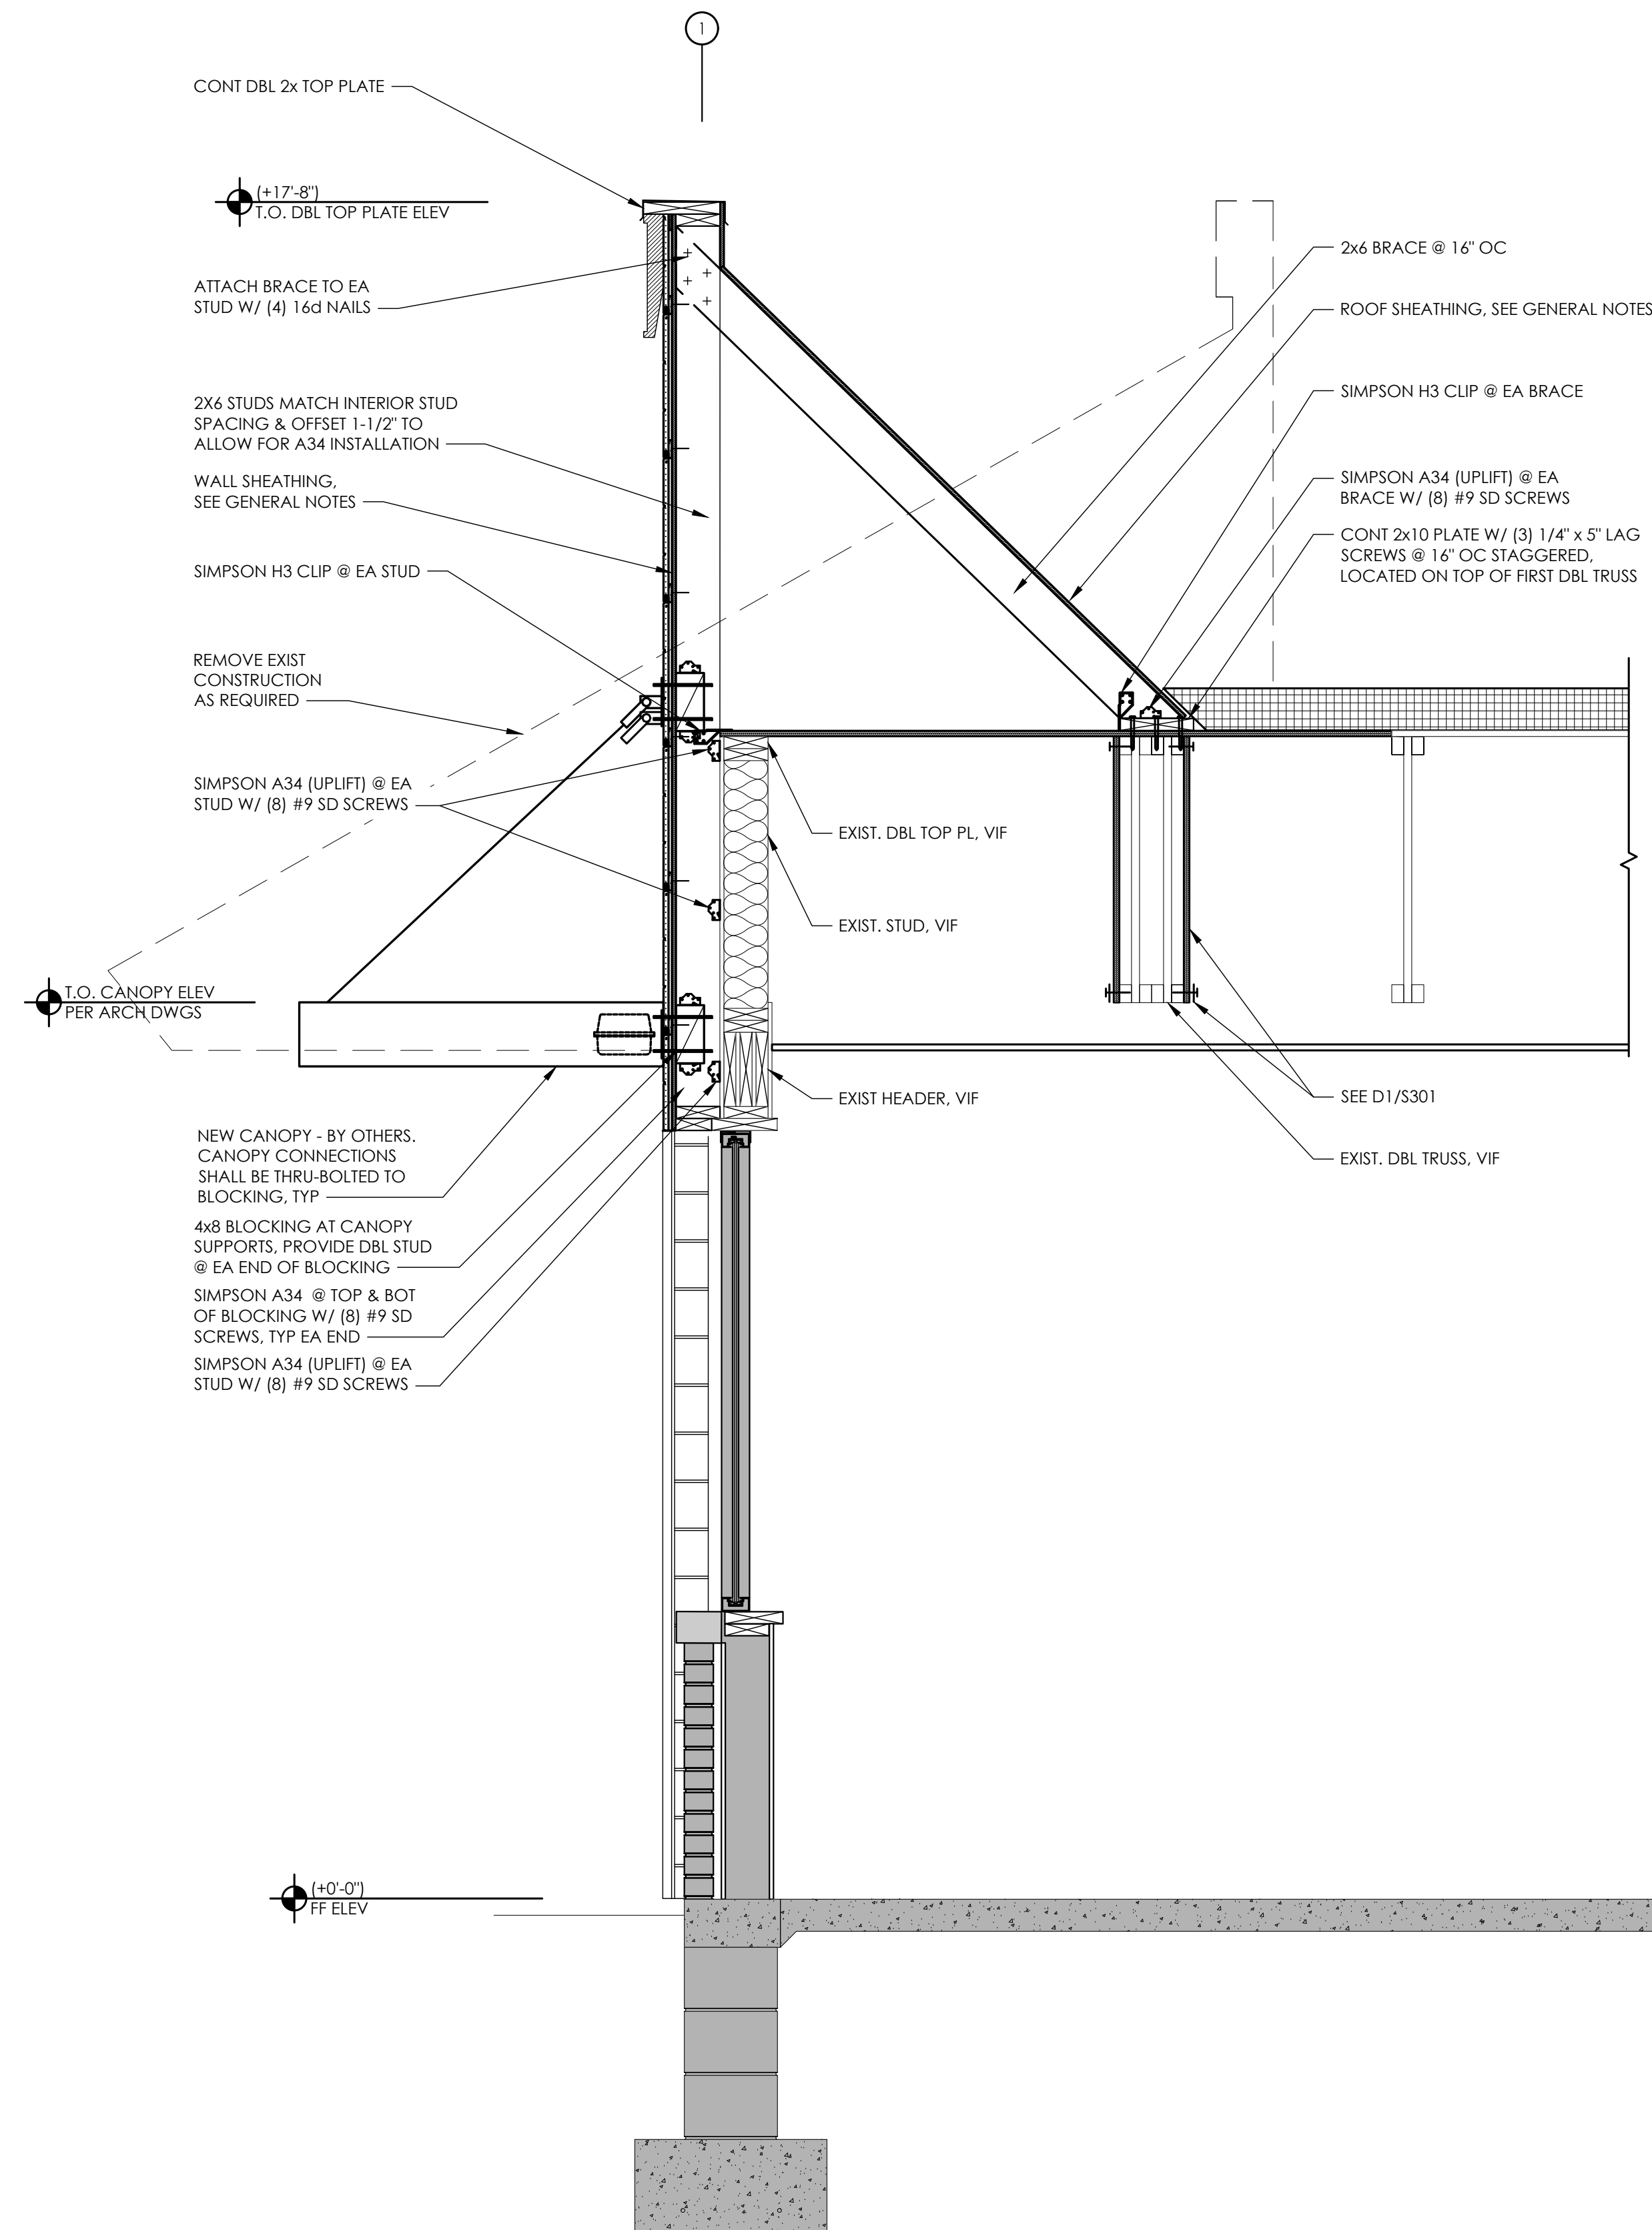 1
CONT DBL 2x TOP PLATE
(+17'-8")
T.O. DBL TOP PLATE ELEV
ATTACH BRACE TO EA
STUD W/ (4) 16d NAILS
2X6 STUDS MATCH INTERIOR STUD
SPACING & OFFSET 1-1/2" TO
ALLOW FOR A34 INSTALLATION
WALL SHEATHING,
SEE GENERAL NOTES
SIMPSON H3 CLIP @ EA STUD
REMOVE EXIST
CONSTRUCTION
AS REQUIRED
SIMPSON A34 (UPLIFT) @ EA
STUD W/ (8) #9 SD SCREWS
T.O. CANOPY ELEV
PER ARCH DWGS
NEW CANOPY - BY OTHERS.
CANOPY CONNECTIONS
SHALL BE THRU-BOLTED TO
BLOCKING, TYP
4x8 BLOCKING AT CANOPY
SUPPORTS, PROVIDE DBL STUD
@ EA END OF BLOCKING
SIMPSON A34 @ TOP & BOT
OF BLOCKING W/ (8) #9 SD
SCREWS, TYP EA END
SIMPSON A34 (UPLIFT) @ EA
STUD W/ (8) #9 SD SCREWS
2x6 BRACE @ 16" OC
ROOF SHEATHING, SEE GENERAL NOTES
SIMPSON H3 CLIP @ EA BRACE
SIMPSON A34 (UPLIFT) @ EA
BRACE W/ (8) #9 SD SCREWS
CONT 2x10 PLATE W/ (3) 1/4" x 5" LAG
SCREWS @ 16" OC STAGGERED,
LOCATED ON TOP OF FIRST DBL TRUSS
EXIST. DBL TOP PL, VIF
EXIST. STUD, VIF
EXIST HEADER, VIF
SEE D1/S301
EXIST. DBL TRUSS, VIF
(+0'-0")
FF ELEV